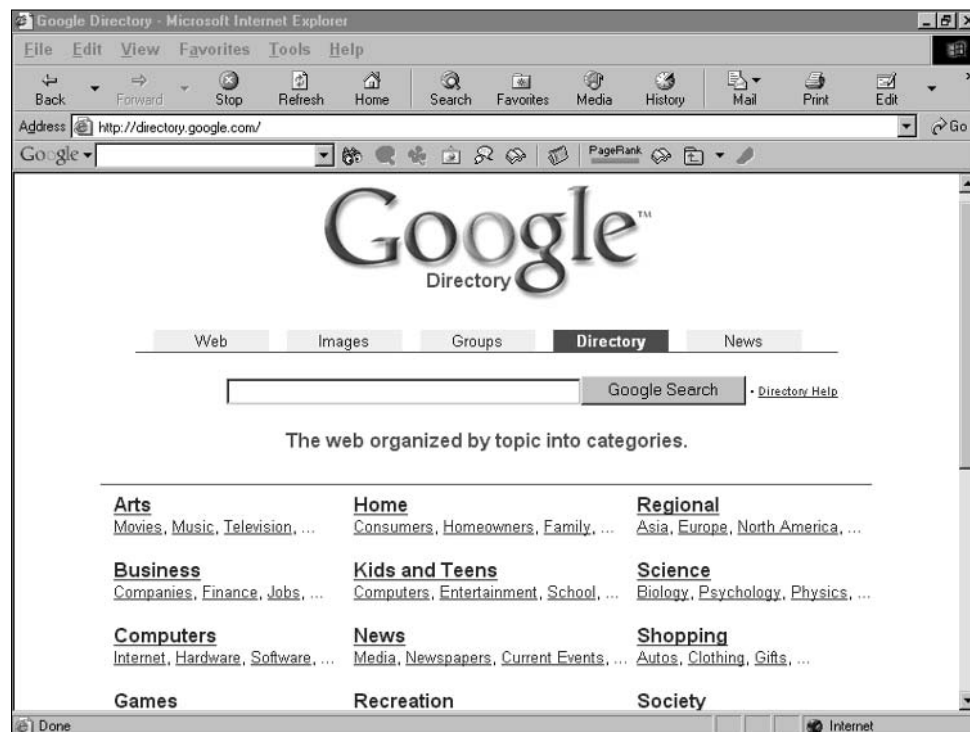 Google Directory - Microsoft Internet Explorer
File Edit View Favorites Tools Help
Back Forward Stop Refresh Home Search Favorites Media History Mail Print Edit
Address http://directory.google.com/ Go
Google PageRank
Google™
Directory
Web Images Groups Directory News
Google Search • Directory Help
The web organized by topic into categories.
Arts Home Regional
Movies, Music, Television, ... Consumers, Homeowners, Family, ... Asia, Europe, North America, ...
Business Kids and Teens Science
Companies, Finance, Jobs, ... Computers, Entertainment, School, ... Biology, Psychology, Physics, ...
Computers News Shopping
Internet, Hardware, Software, ... Media, Newspapers, Current Events, ... Autos, Clothing, Gifts, ...
Games Recreation Society
Done Internet